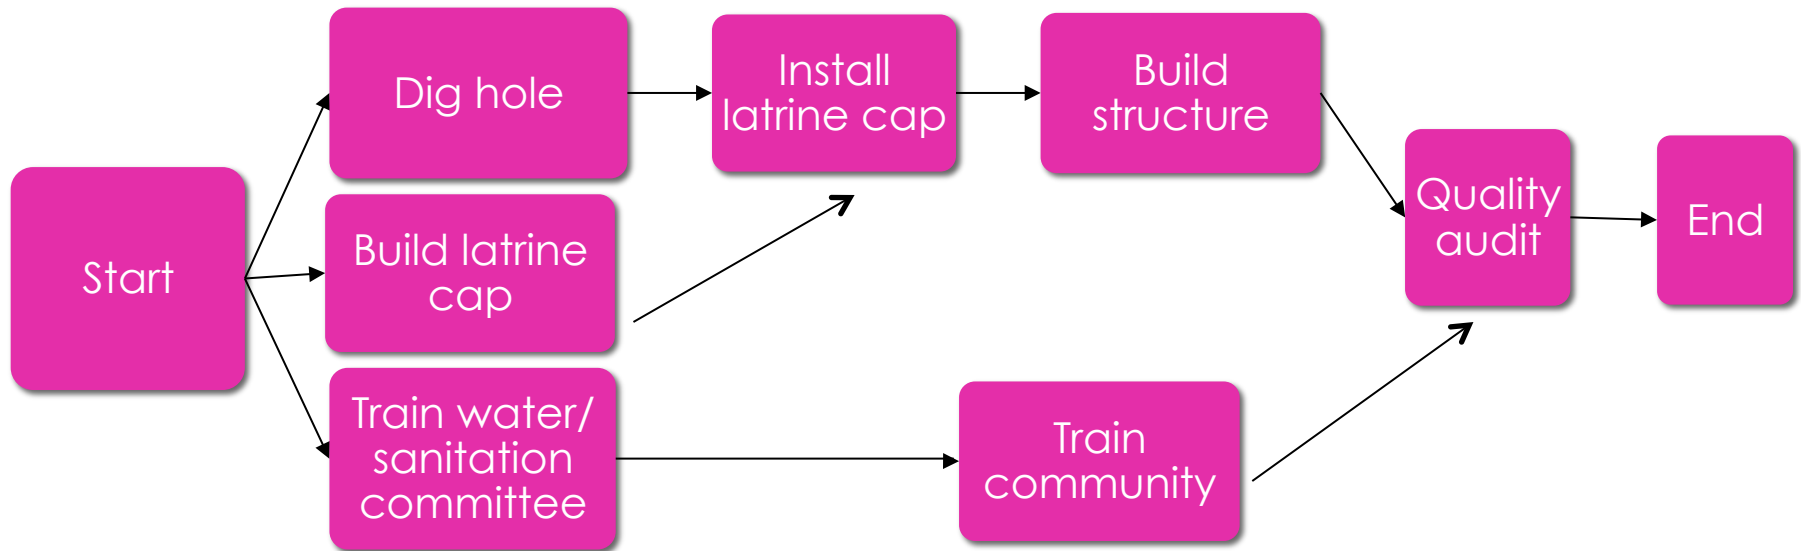 Start
Dig hole
Build latrine
cap
Train water/
sanitation
committee
Install
latrine cap
Build
structure
Train
community
Quality
audit
End